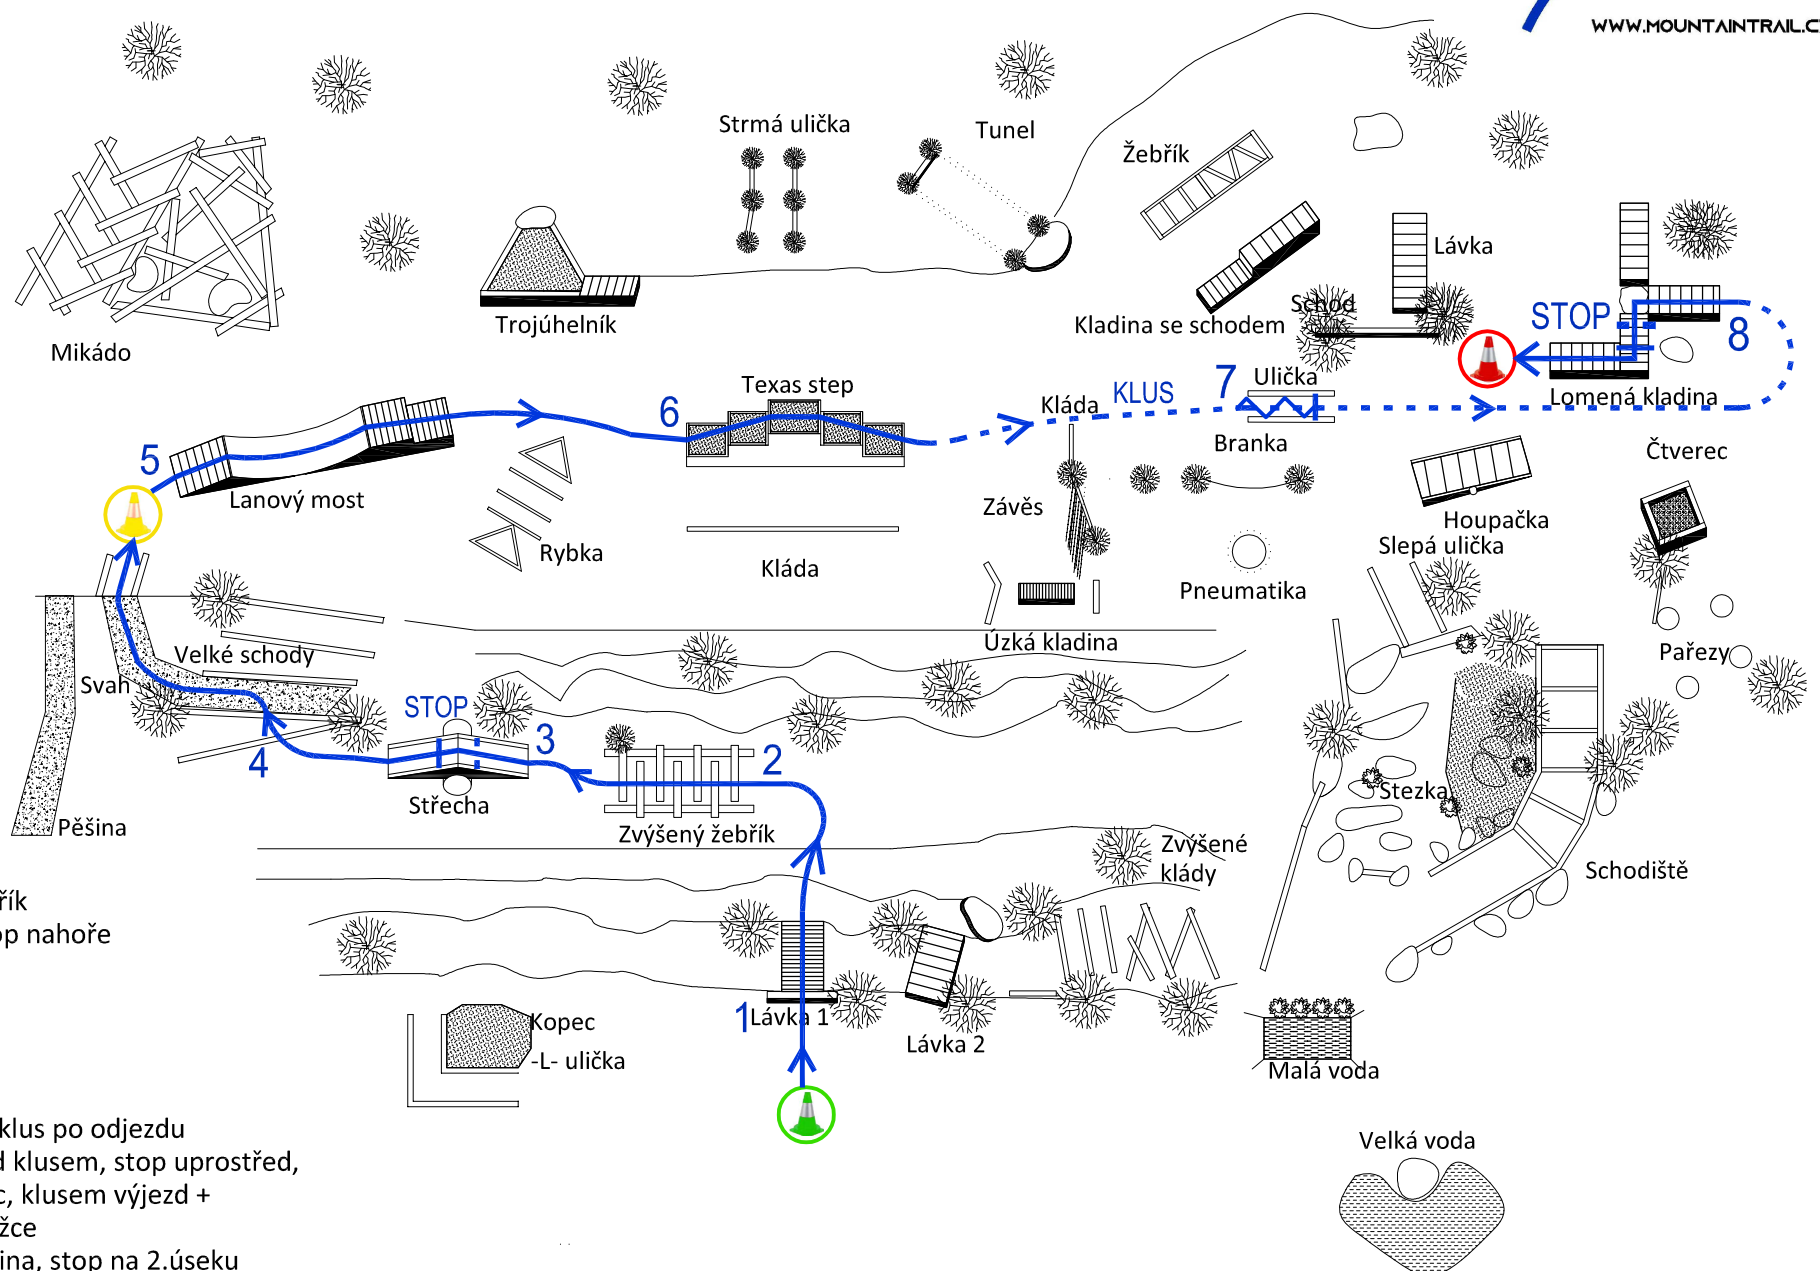 WWW.MOUNTAINTRAIL.C
Strmá ulička
Tunel
Žebřík
Lávka
Schod
STOP
Trojúhelník
Kladina se schodem
8
Mikádo
Texas step
7
Ulička
6
KLUS
Kláda
Lomená kladina
5
Branka
Čtverec
Lanový most
Závěs
Houpačka
Rybka
Slepá ulička
Kláda
Pneumatika
Úzká kladina
Velké schody
Pařezy
Svah
STOP
3
2
4
Stezka
Střecha
Pěšina
Zvýšený žebřík
Zvýšené
klády
Schodiště
řík
op nahoře
1
Lávka 1
Kopec
Lávka 2
-L- ulička
Malá voda
klus po odjezdu
d klusem, stop uprostřed,
c, klusem výjezd +
žce
ina, stop na 2.úseku
Velká voda